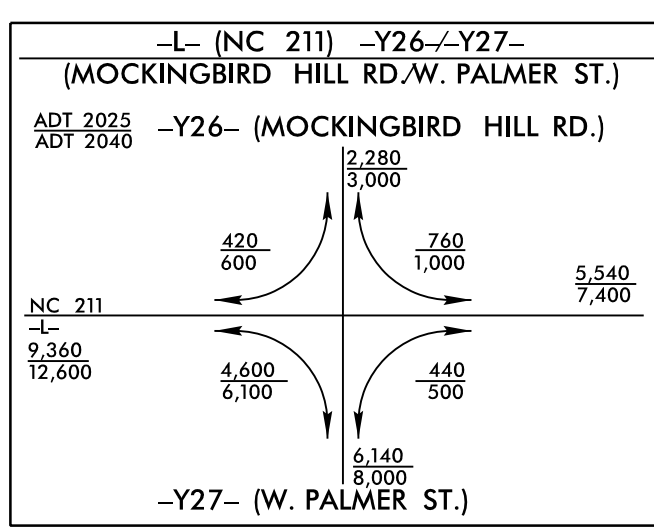 –L– (NC 211) –Y26–/–Y27–
(MOCKINGBIRD HILL RD./W. PALMER ST.)
ADT 2025
ADT 2040
–Y26– (MOCKINGBIRD HILL RD.)
2,280
3,000
420
600
760
1,000
5,540
7,400
NC 211
–L–
9,360
12,600
4,600
6,100
440
500
6,140
8,000
–Y27– (W. PALMER ST.)